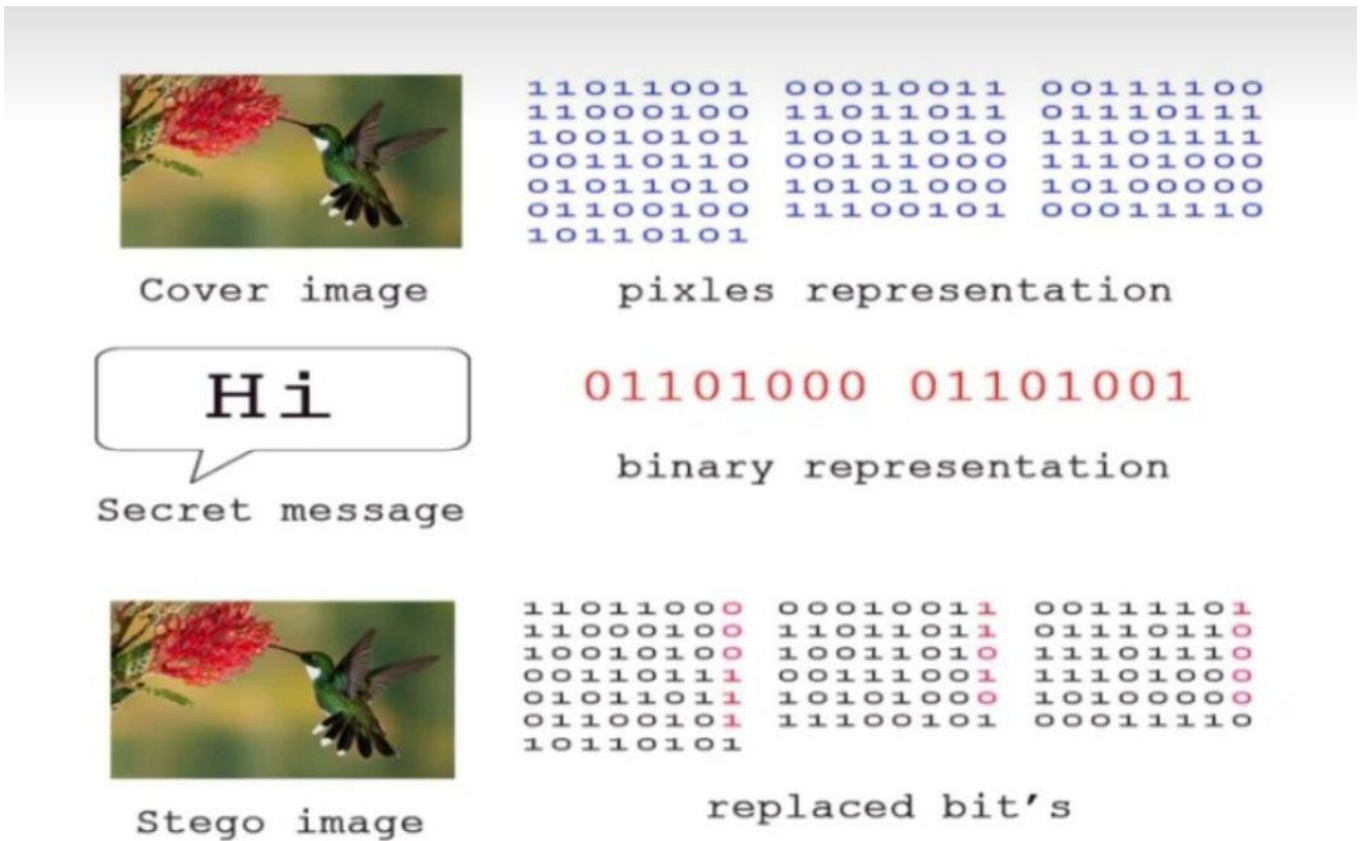 11011001 00010011 00111100
11000100 11011011 01110111
10010101 10011010 11101111
00110110 00111000 11101000
01011010 10101000 10100000
01100100 11100101 00011110
10110101
Cover image
pixles representation
Hi
01101000 01101001
binary representation
Secret message
11011000 00010011 00111101
11000100 11011011 01110110
10010100 10011010 11101110
00110111 00111001 11101000
01011011 10101000 10100000
01100101 11100101 00011110
10110101
Stego image
replaced bit’s